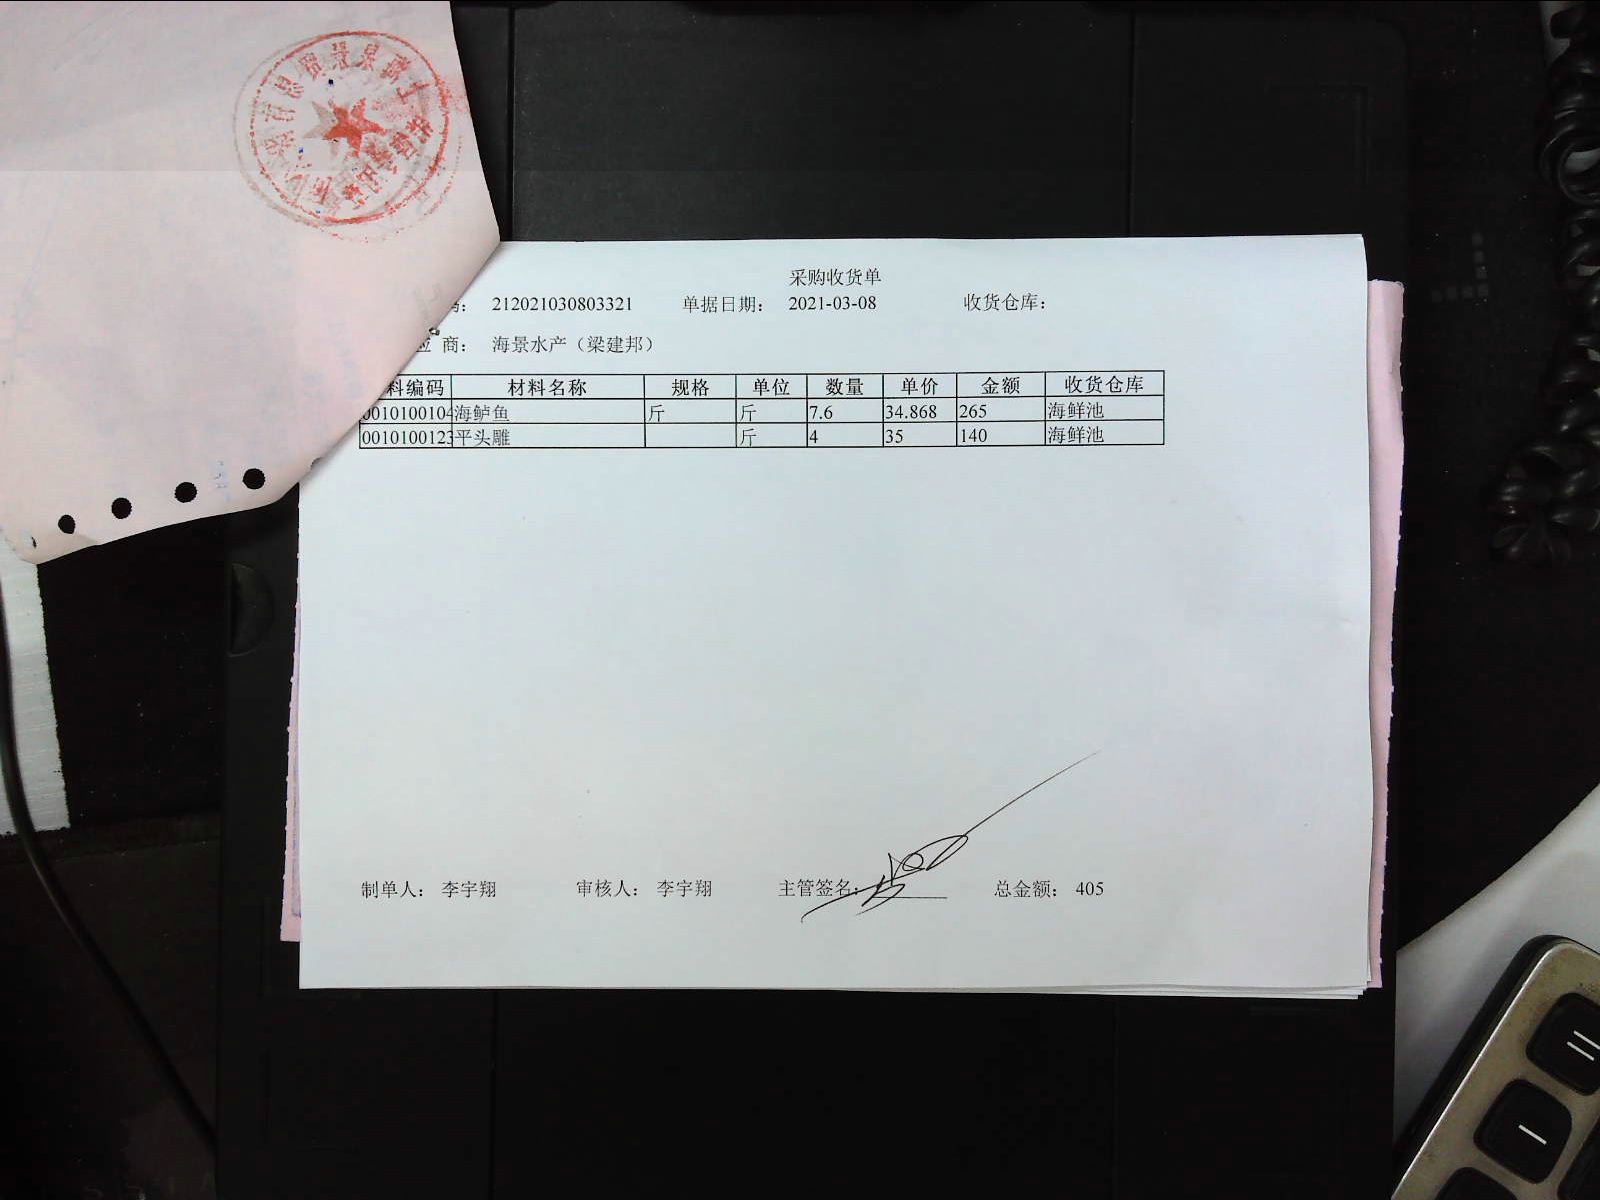 采购收货单
码： 212021030803321 单据日期： 2021-03-08 收货仓库：
应 商： 海景水产（梁建邦）
料编码 材料名称 规格 单位 数量 单价 金额 收货仓库
0010100104 海鲈鱼 斤 斤 7.6 34.868 265 海鲜池
0010100123 平头雕 斤 4 35 140 海鲜池
制单人： 李宇翔 审核人： 李宇翔 主管签名： 总金额： 405